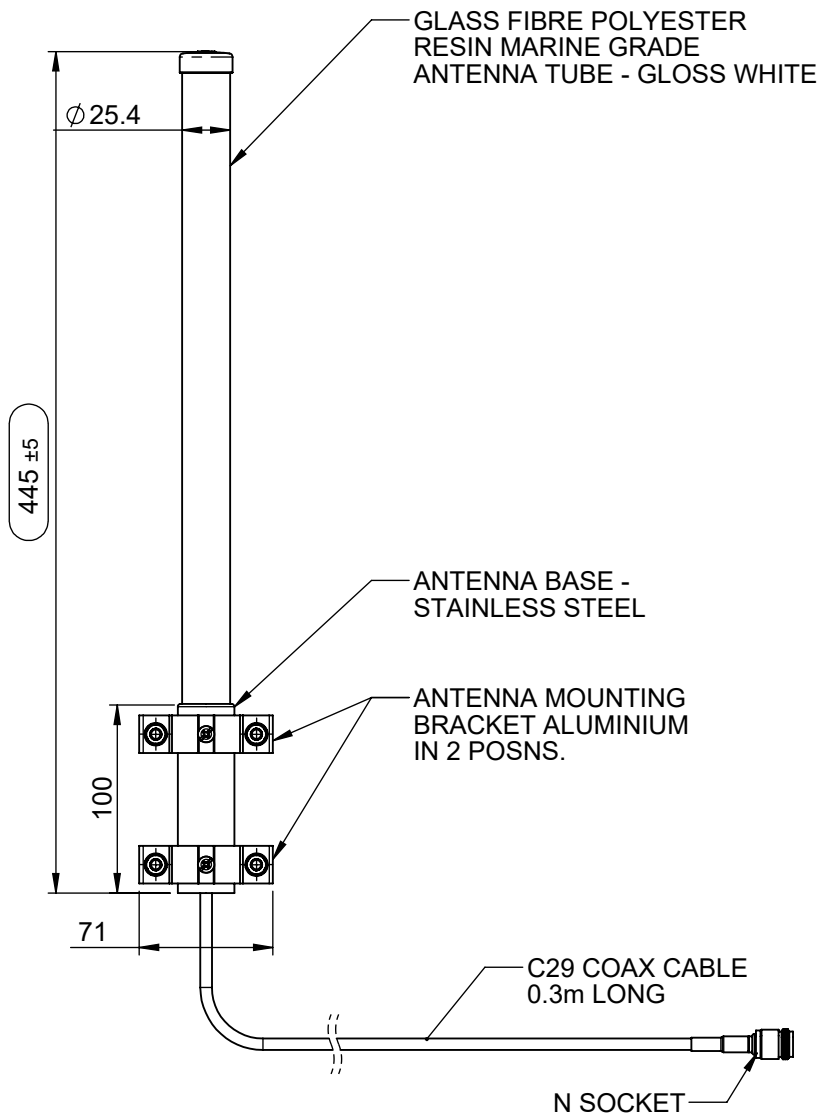 GLASS FIBRE POLYESTER
RESIN MARINE GRADE
ANTENNA TUBE - GLOSS WHITE
∅25.4
445 ±5
ANTENNA BASE -
STAINLESS STEEL
ANTENNA MOUNTING
BRACKET ALUMINIUM
IN 2 POSNS.
100
71
C29 COAX CABLE
0.3m LONG
N SOCKET